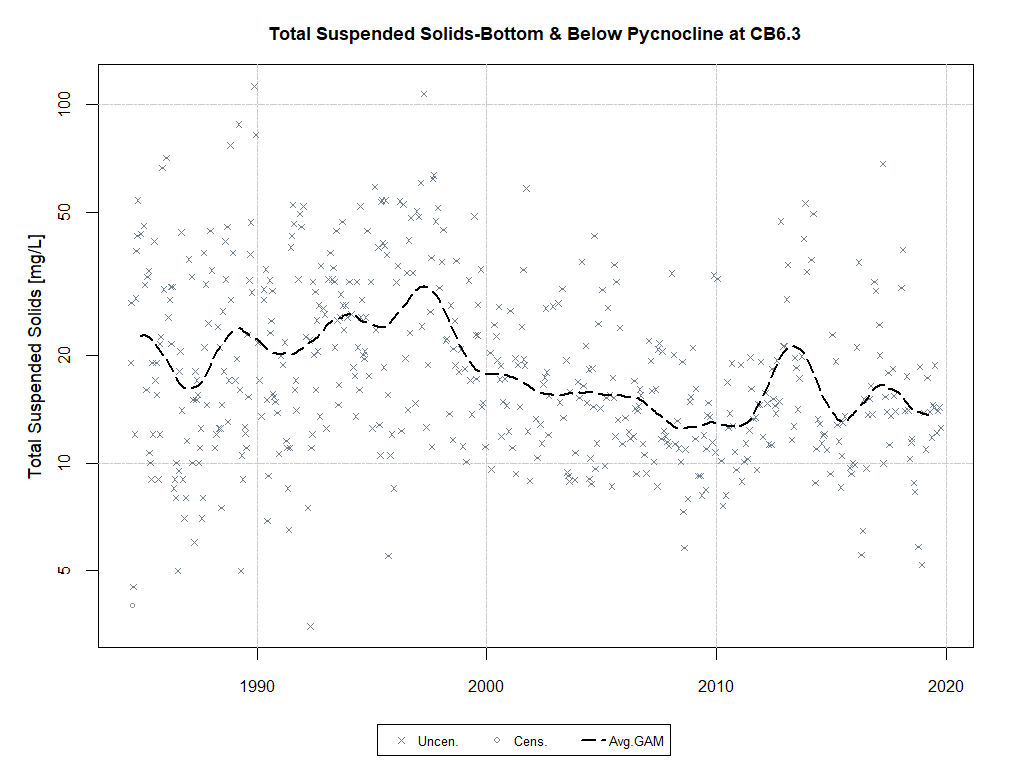 Total Suspended Solids-Bottom & Below Pycnocline at CB6.3
Total Suspended Solids [mg/L]
100
50
20
10
5
1990 2000 2010 2020
Uncen. Cens. Avg.GAM